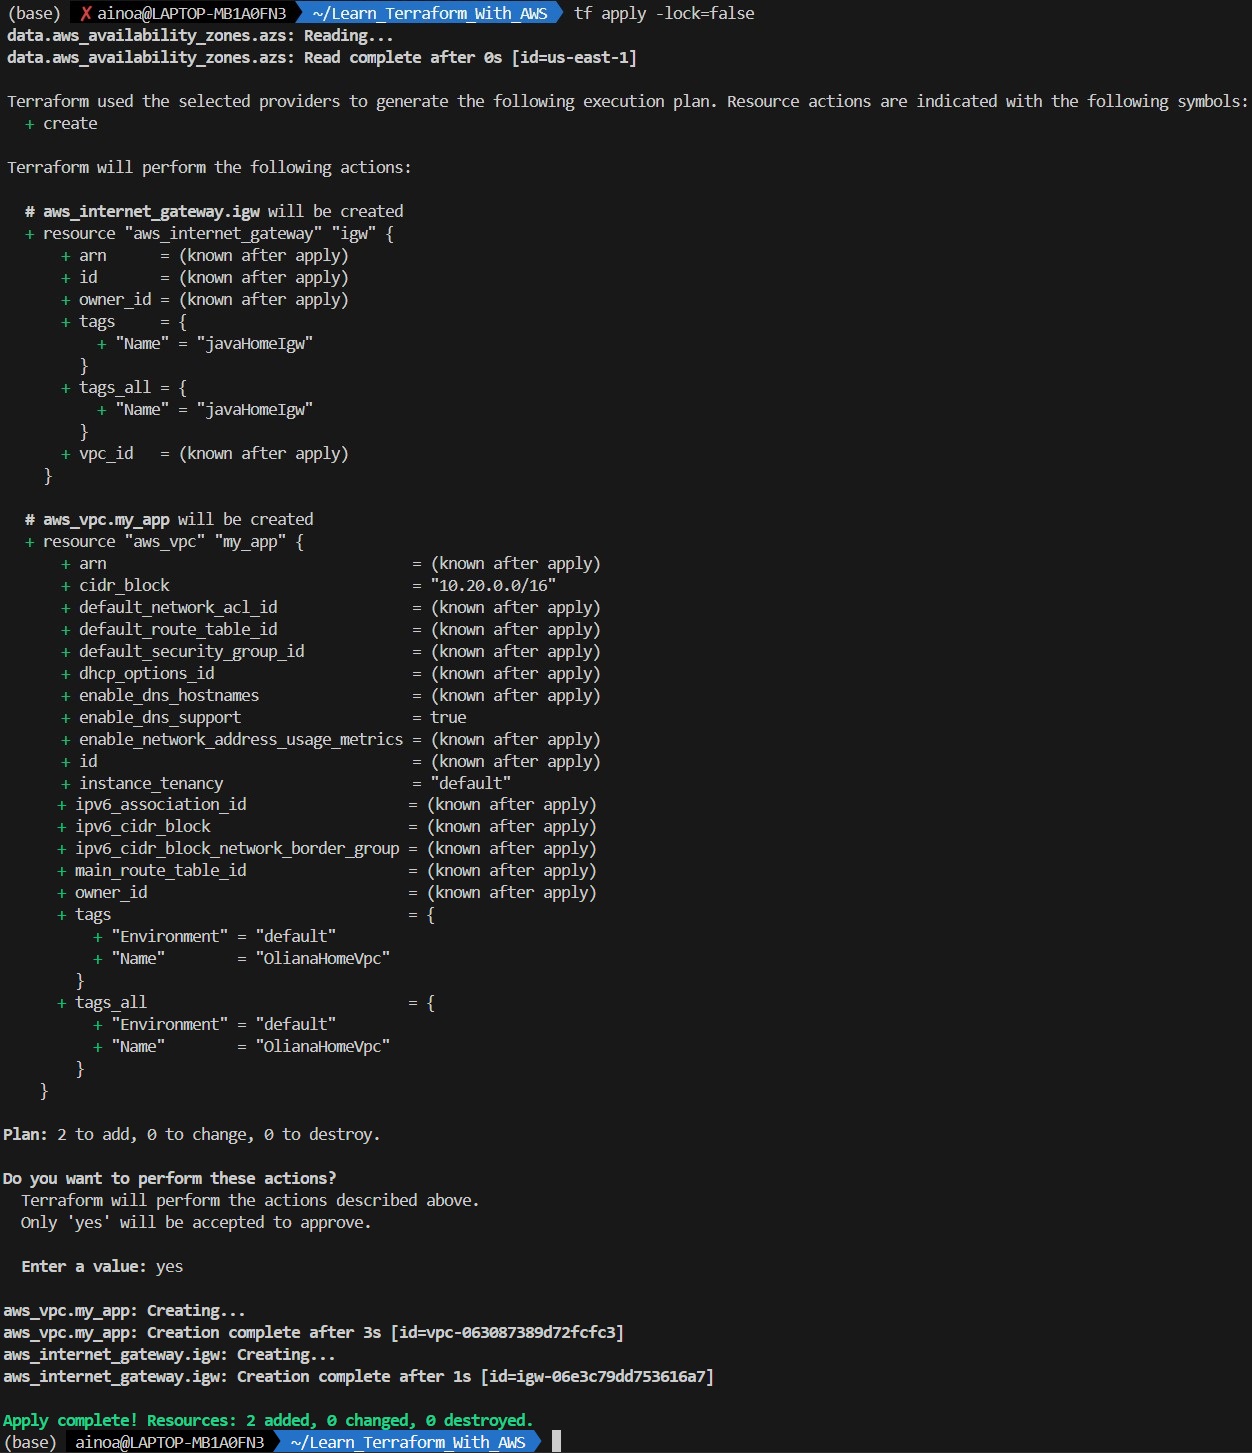 (base) ✗ ainoa@LAPTOP-MB1A0FN3 ~/Learn_Terraform_With_AWS tf apply -lock=false
data.aws_availability_zones.azs: Reading...
data.aws_availability_zones.azs: Read complete after 0s [id=us-east-1]
Terraform used the selected providers to generate the following execution plan. Resource actions are indicated with the following symbols:
+ create
Terraform will perform the following actions:
# aws_internet_gateway.igw will be created
+ resource "aws_internet_gateway" "igw" {
+ arn = (known after apply)
+ id = (known after apply)
+ owner_id = (known after apply)
+ tags = {
+ "Name" = "javaHomeIgw"
}
+ tags_all = {
+ "Name" = "javaHomeIgw"
}
+ vpc_id = (known after apply)
}
# aws_vpc.my_app will be created
+ resource "aws_vpc" "my_app" {
+ arn = (known after apply)
+ cidr_block = "10.20.0.0/16"
+ default_network_acl_id = (known after apply)
+ default_route_table_id = (known after apply)
+ default_security_group_id = (known after apply)
+ dhcp_options_id = (known after apply)
+ enable_dns_hostnames = (known after apply)
+ enable_dns_support = true
+ enable_network_address_usage_metrics = (known after apply)
+ id = (known after apply)
+ instance_tenancy = "default"
+ ipv6_association_id = (known after apply)
+ ipv6_cidr_block = (known after apply)
+ ipv6_cidr_block_network_border_group = (known after apply)
+ main_route_table_id = (known after apply)
+ owner_id = (known after apply)
+ tags = {
+ "Environment" = "default"
+ "Name" = "OlianaHomeVpc"
}
+ tags_all = {
+ "Environment" = "default"
+ "Name" = "OlianaHomeVpc"
}
}
Plan: 2 to add, 0 to change, 0 to destroy.
Do you want to perform these actions?
Terraform will perform the actions described above.
Only 'yes' will be accepted to approve.
Enter a value: yes
aws_vpc.my_app: Creating...
aws_vpc.my_app: Creation complete after 3s [id=vpc-063087389d72fcfc3]
aws_internet_gateway.igw: Creating...
aws_internet_gateway.igw: Creation complete after 1s [id=igw-06e3c79dd753616a7]
Apply complete! Resources: 2 added, 0 changed, 0 destroyed.
(base) ainoa@LAPTOP-MB1A0FN3 ~/Learn_Terraform_With_AWS